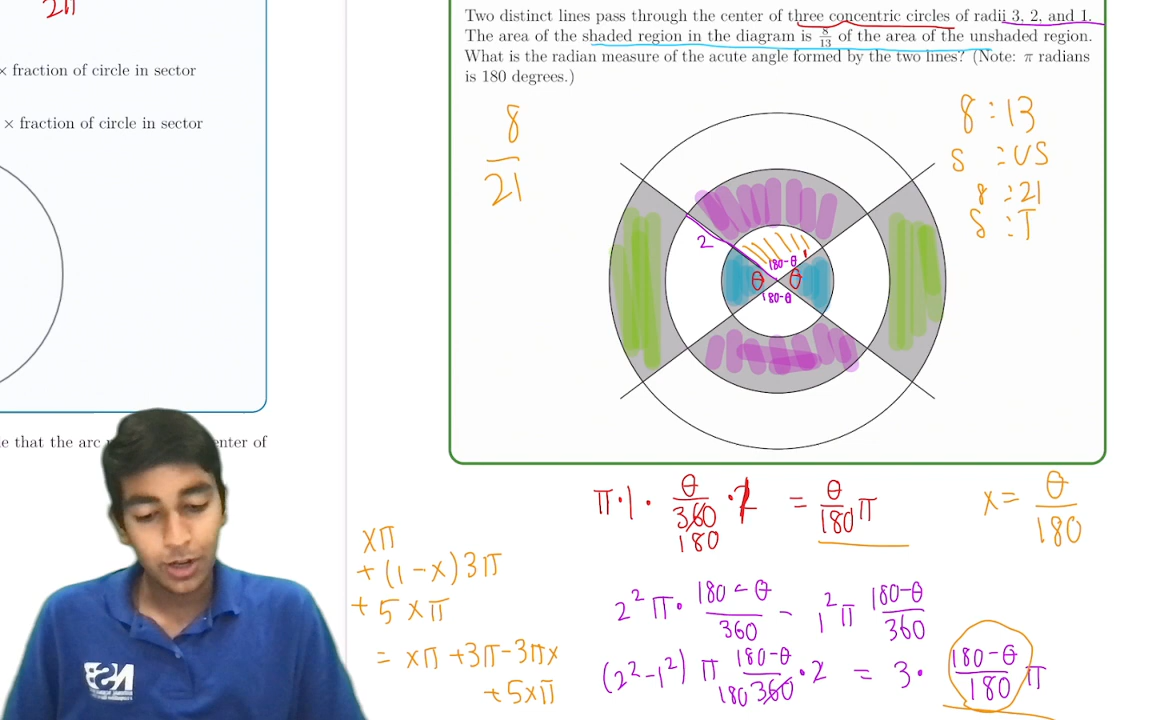 2π
× fraction of circle in sector
× fraction of circle in sector
e that the arc
enter of
Two distinct lines pass through the center of three concentric circles of radii 3, 2, and 1.
The area of the shaded region in the diagram is 8/13 of the area of the unshaded region.
What is the radian measure of the acute angle formed by the two lines? (Note: π radians
is 180 degrees.)
8/21
8 : 13
S : US
8 : 21
S : T
2
1
180-θ
θ θ
180-θ
π·1· θ/360 ·2 = θ/180 π
180
x = θ/180
xπ
+ (1-x)3π
+ 5xπ
= xπ + 3π - 3πx
+ 5xπ
2²π · 180-θ/360 - 1²π 180-θ/360
(2²-1²) π 180-θ/360 · 2 = 3 · 180-θ/180 π
180